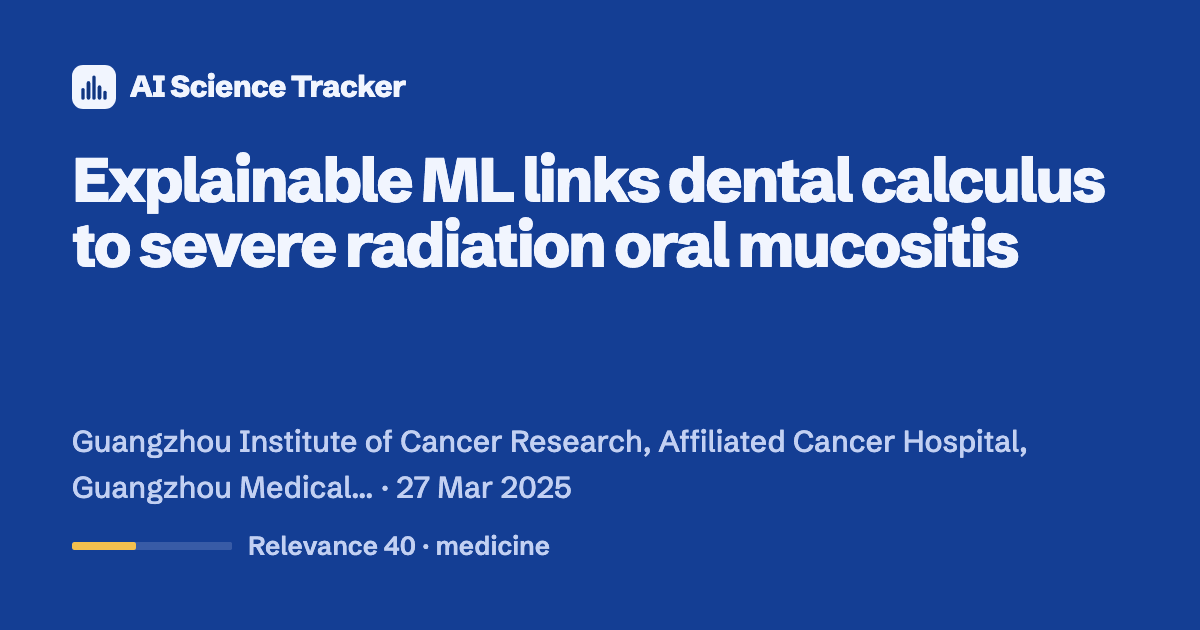 AI Science Tracker
Explainable ML links dental calculus
to severe radiation oral mucositis
Guangzhou Institute of Cancer Research, Affiliated Cancer Hospital,
Guangzhou Medical... · 27 Mar 2025
Relevance 40 · medicine